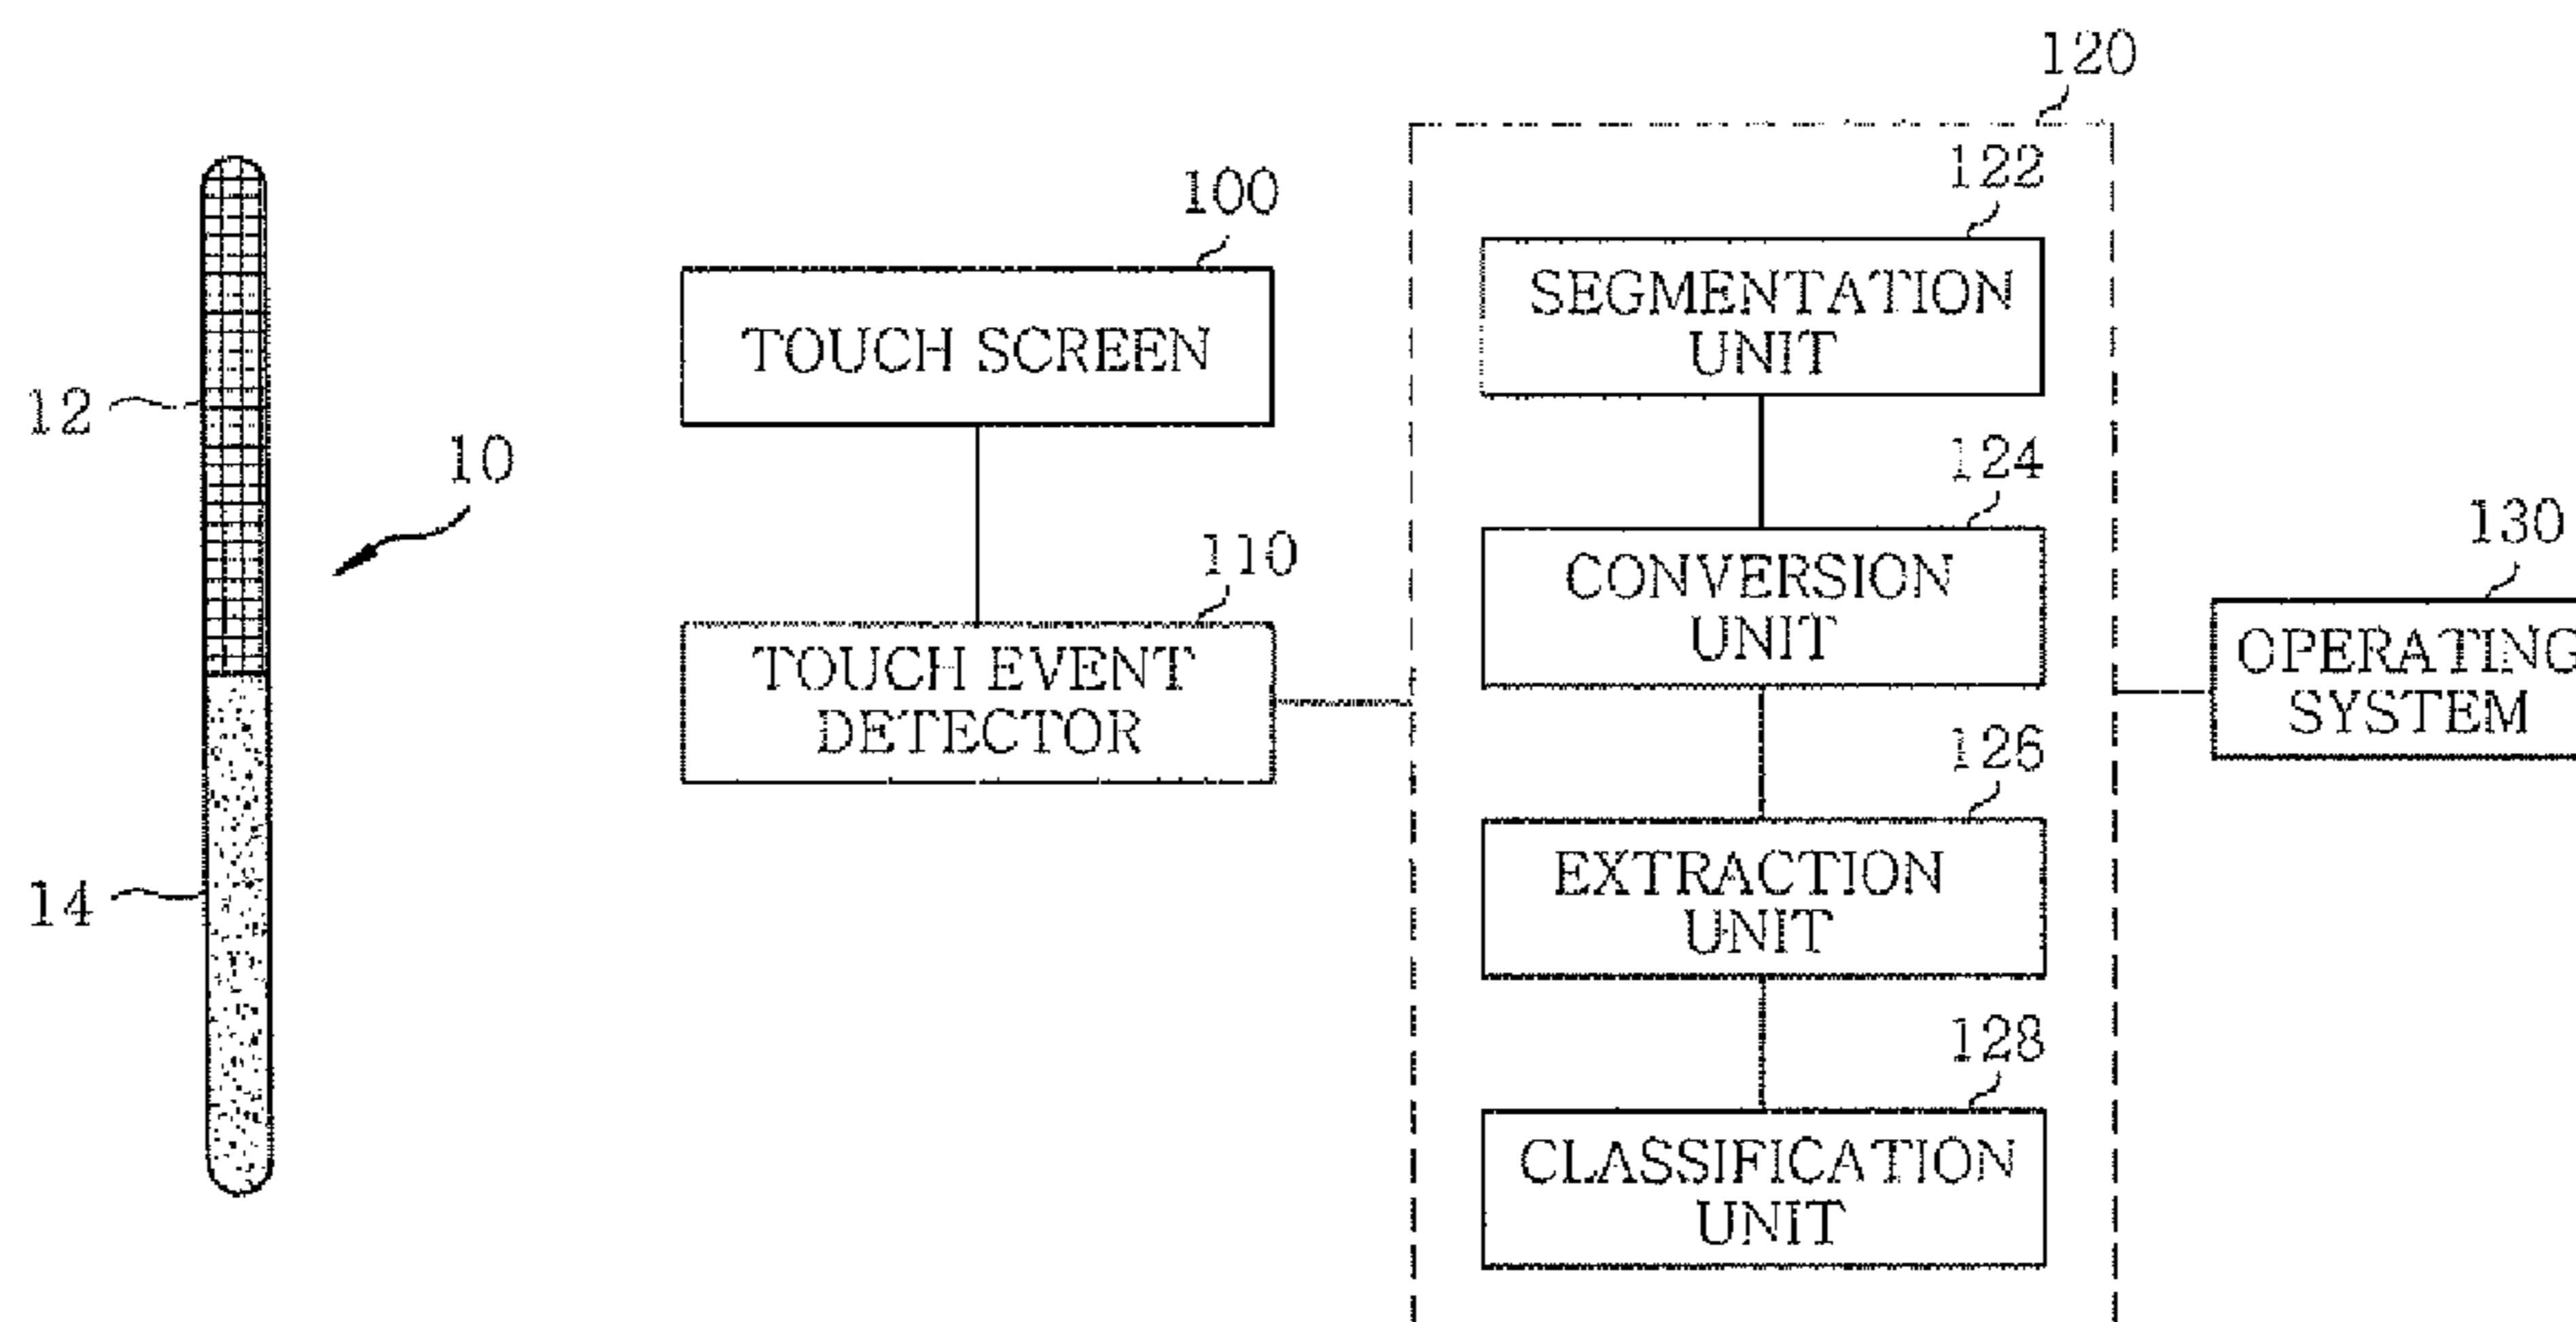 120
122
100
SEGMENTATION
UNIT
TOUCH SCREEN
12
10
124
130
110
CONVERSION
UNIT
TOUCH EVENT
DETECTOR
OPERATING
SYSTEM
126
EXTRACTION
UNIT
14
128
CLASSIFICATION
UNIT